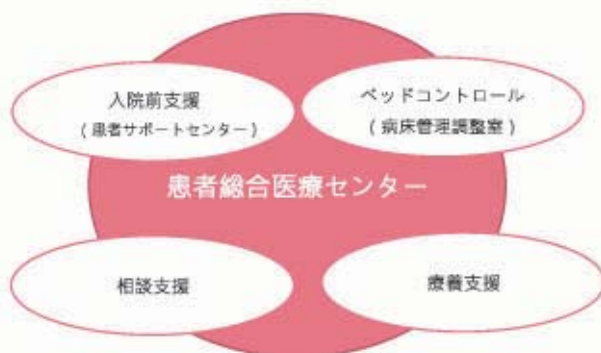 入院前支援
(患者サポートセンター)
ベッドコントロール
(病床管理調整室)
患者総合医療センター
相談支援
療養支援